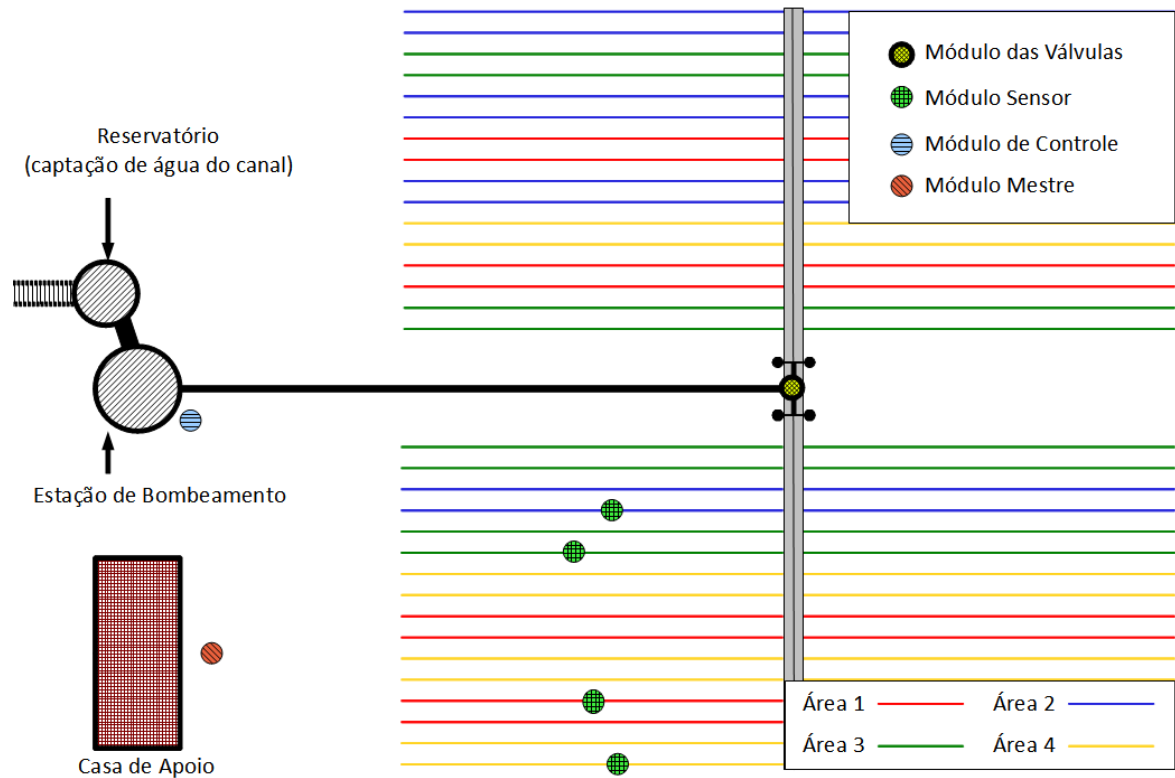 Módulo das Válvulas
Módulo Sensor
Módulo de Controle
Módulo Mestre
Reservatório
(captação de água do canal)
Estação de Bombeamento
Casa de Apoio
Área 1
Área 2
Área 3
Área 4